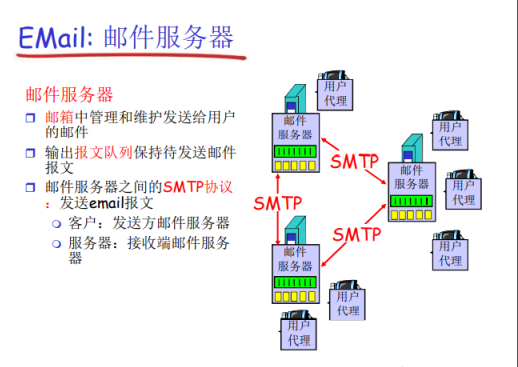 EMail: 邮件服务器
邮件服务器
邮箱中管理和维护发送给用户
的邮件
输出报文队列保持待发送邮件
报文
邮件服务器之间的SMTP协议
：发送email报文
客户：发送方邮件服务器
服务器：接收端邮件服务
器
用户
代理
邮件
服务器
用户
代理
SMTP
邮件
服务器
用户
代理
SMTP
SMTP
用户
代理
邮件
服务器
用户
代理
用户
代理